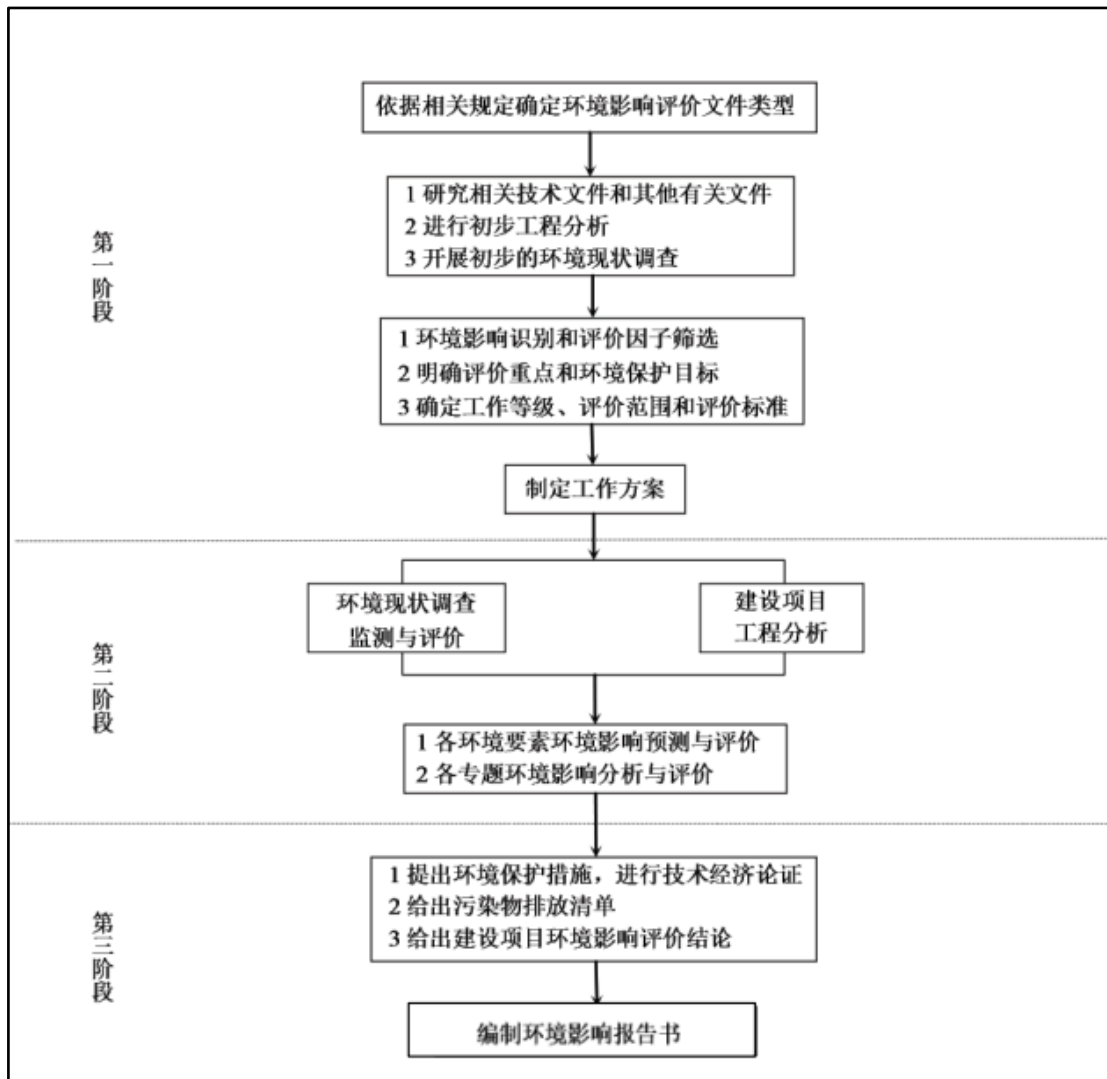 依据相关规定确定环境影响评价文件类型
1 研究相关技术文件和其他有关文件
2 进行初步工程分析
3 开展初步的环境现状调查
第一阶段
1 环境影响识别和评价因子筛选
2 明确评价重点和环境保护目标
3 确定工作等级、评价范围和评价标准
制定工作方案
环境现状调查
监测与评价
建设项目
工程分析
第二阶段
1 各环境要素环境影响预测与评价
2 各专题环境影响分析与评价
1 提出环境保护措施，进行技术经济论证
2 给出污染物排放清单
3 给出建设项目环境影响评价结论
第三阶段
编制环境影响报告书